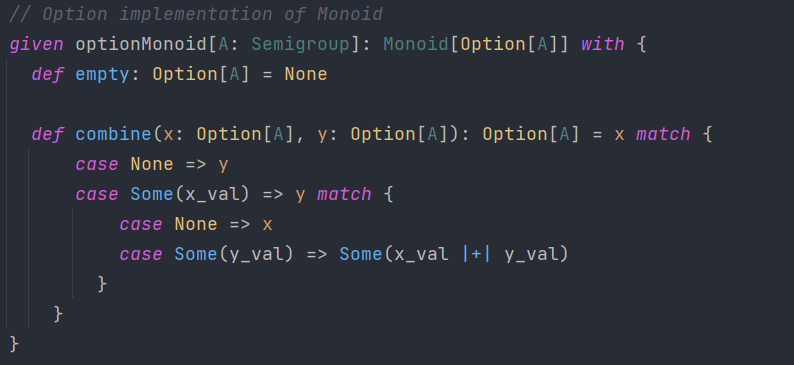 // Option implementation of Monoid
given optionMonoid[A: Semigroup]: Monoid[Option[A]] with {
  def empty: Option[A] = None
  def combine(x: Option[A], y: Option[A]): Option[A] = x match {
      case None => y
      case Some(x_val) => y match {
          case None => x
          case Some(y_val) => Some(x_val |+| y_val)
        }
    }
}